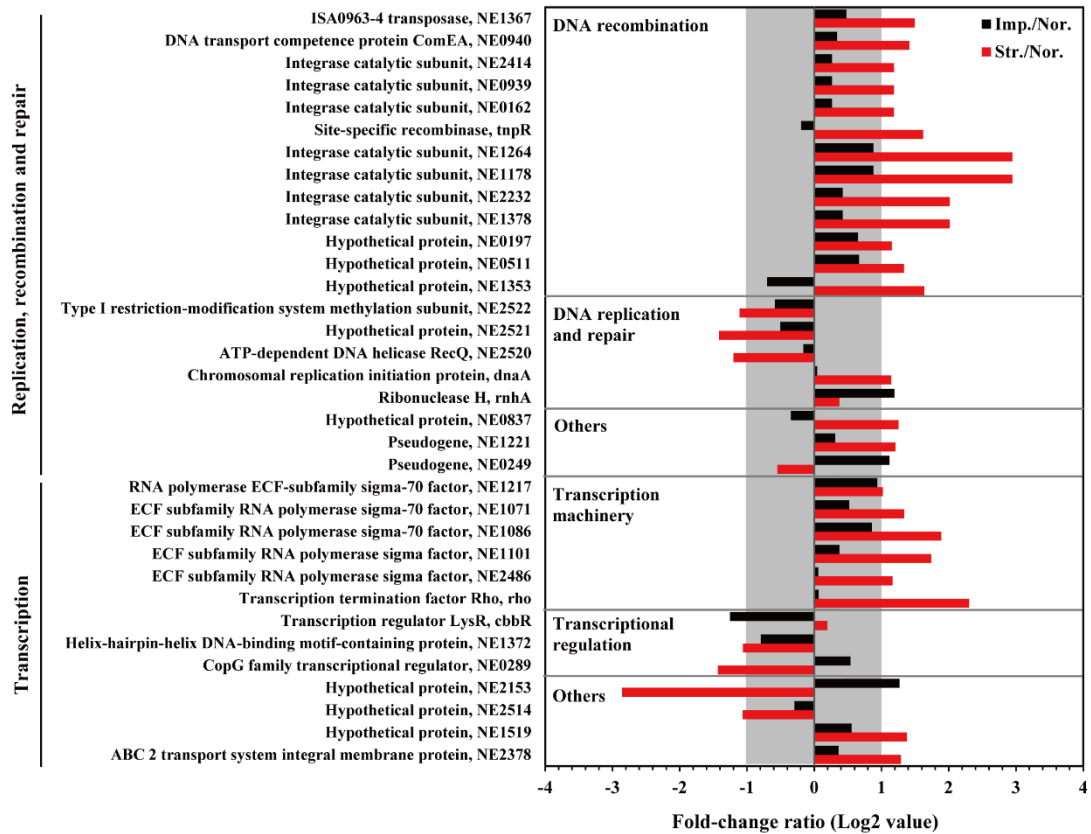 Replication, recombination and repair
Transcription
ISA0963-4 transposase, NE1367
DNA transport competence protein ComEA, NE0940
Integrase catalytic subunit, NE2414
Integrase catalytic subunit, NE0939
Integrase catalytic subunit, NE0162
Site-specific recombinase, tnpR
Integrase catalytic subunit, NE1264
Integrase catalytic subunit, NE1178
Integrase catalytic subunit, NE2232
Integrase catalytic subunit, NE1378
Hypothetical protein, NE0197
Hypothetical protein, NE0511
Hypothetical protein, NE1353
Type I restriction-modification system methylation subunit, NE2522
Hypothetical protein, NE2521
ATP-dependent DNA helicase RecQ, NE2520
Chromosomal replication initiation protein, dnaA
Ribonuclease H, rnhA
Hypothetical protein, NE0837
Pseudogene, NE1221
Pseudogene, NE0249
RNA polymerase ECF-subfamily sigma-70 factor, NE1217
ECF subfamily RNA polymerase sigma-70 factor, NE1071
ECF subfamily RNA polymerase sigma-70 factor, NE1086
ECF subfamily RNA polymerase sigma factor, NE1101
ECF subfamily RNA polymerase sigma factor, NE2486
Transcription termination factor Rho, rho
Transcription regulator LysR, cbbR
Helix-hairpin-helix DNA-binding motif-containing protein, NE1372
CopG family transcriptional regulator, NE0289
Hypothetical protein, NE2153
Hypothetical protein, NE2514
Hypothetical protein, NE1519
ABC 2 transport system integral membrane protein, NE2378
DNA recombination
Imp./Nor.
Str./Nor.
DNA replication
and repair
Others
Transcription
machinery
Transcriptional
regulation
Others
-4 -3 -2 -1 0 1 2 3 4
Fold-change ratio (Log2 value)